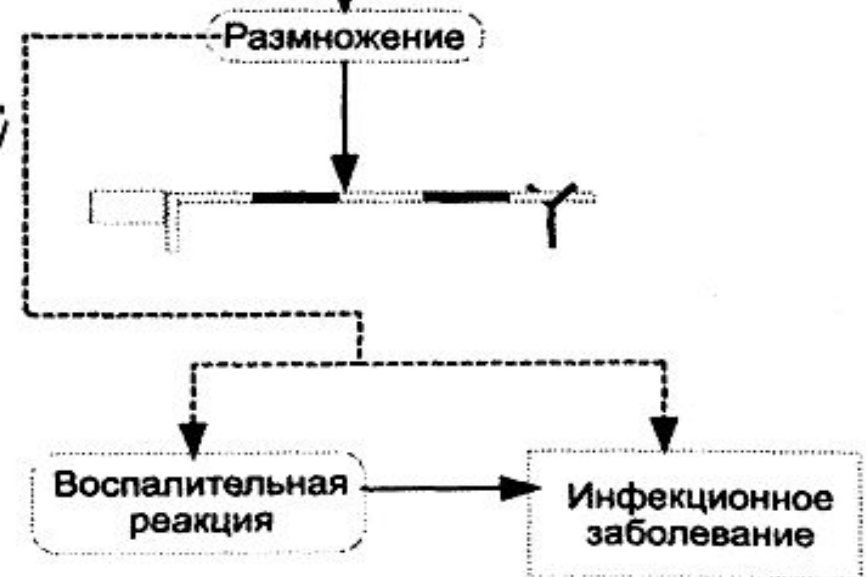 Размножение
Воспалительная
реакция
Инфекционное
заболевание